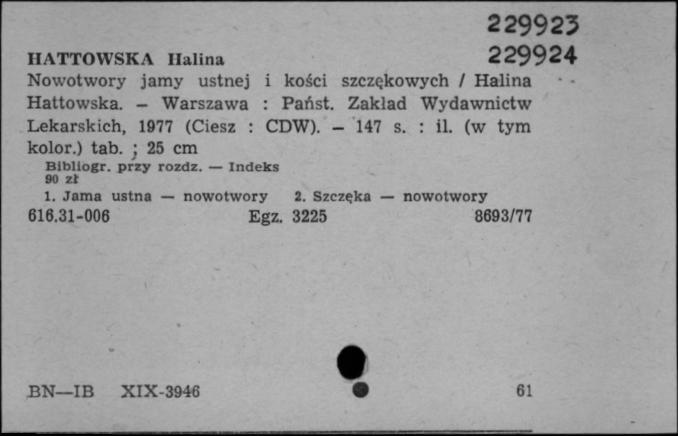 229923
HATTOWSKA Halina 229924
Nowotwory jamy ustnej i kości szczękowych / Halina
Hattowska. — Warszawa : Państ. Zakład Wydawnictw
Lekarskich, 1977 (Ciesz : CDW). — 147 s. : il. (w tym
kolor.) tab. ; 25 cm
Bibliogr. przy rozdz. — Indeks
90 zł
1. Jama ustna — nowotwory 2. Szczęka — nowotwory
616.31-006 Egz. 3225 8693/77
BN—IB XIX-3946 61